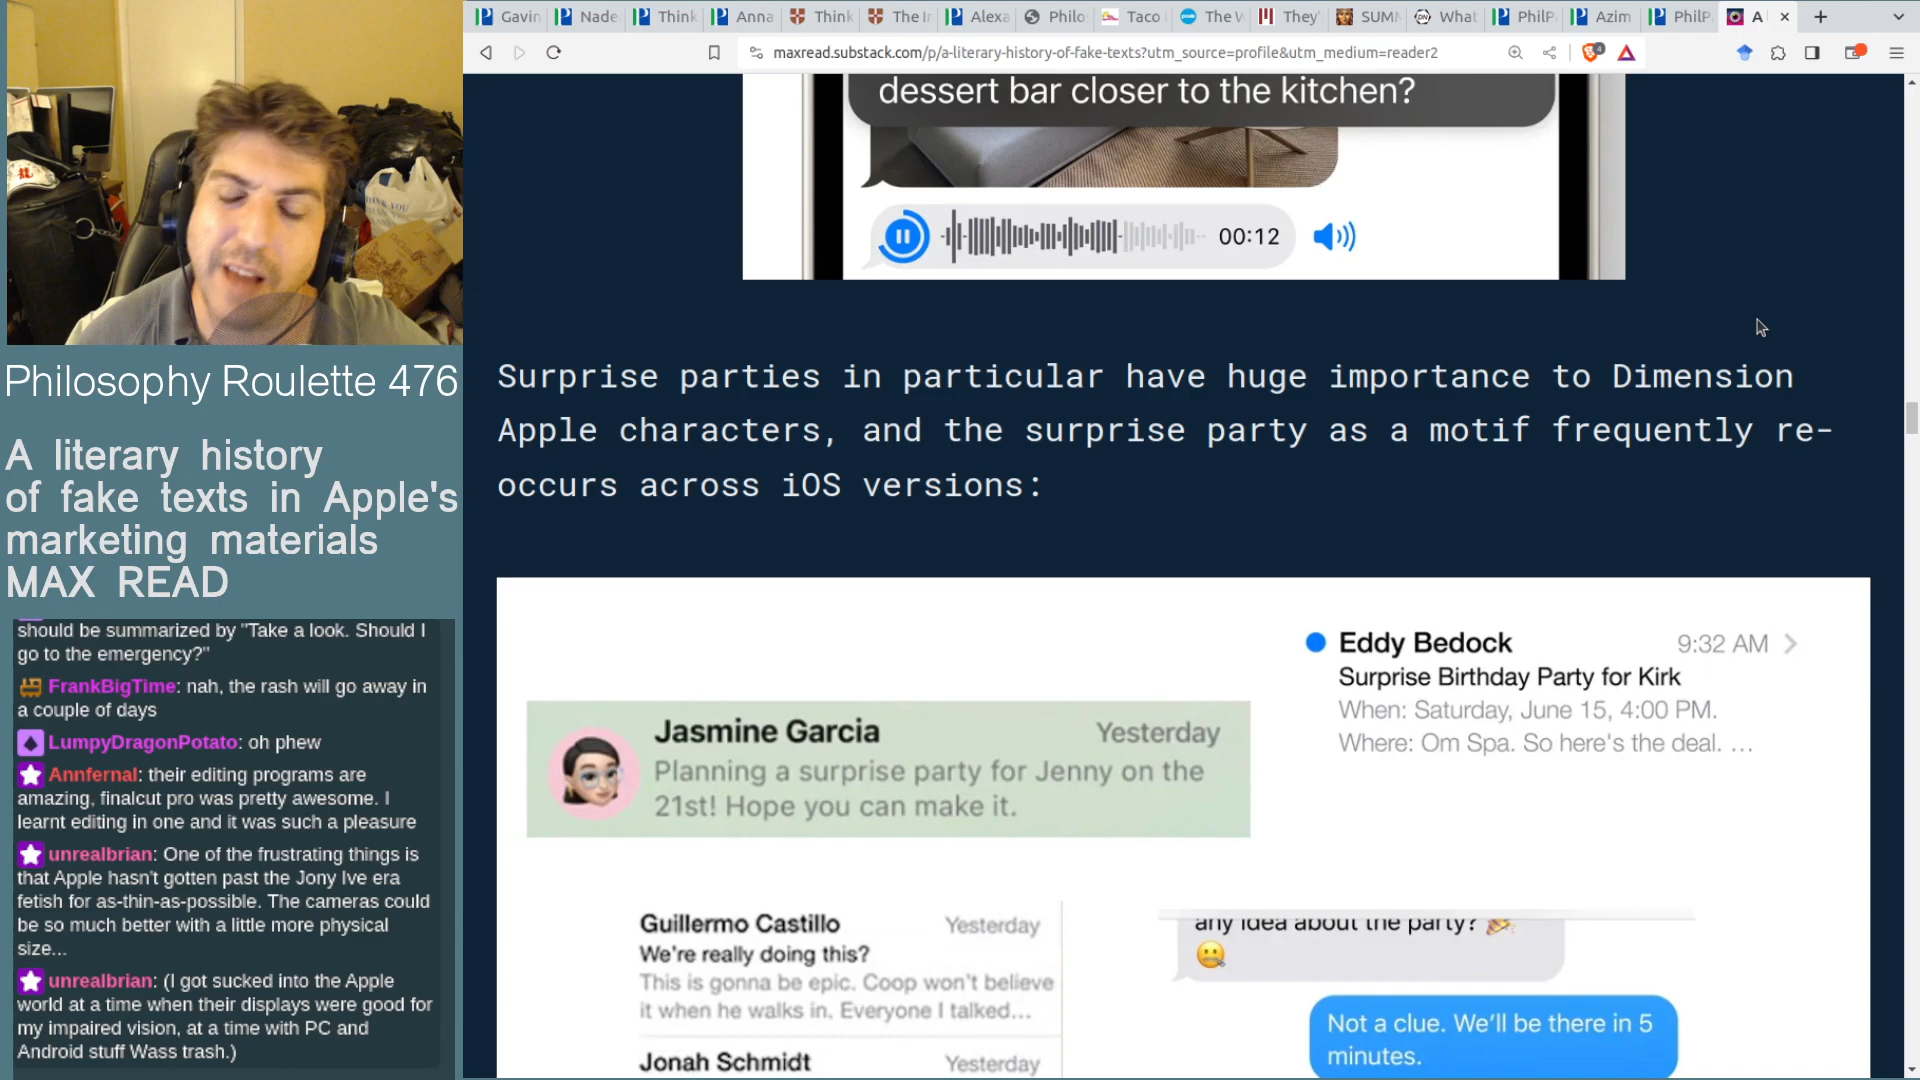 Gavin
Nade
Think
Anna
Think
The Ir
Alexa
Philo
Taco
The W
They'
SUMM
What
PhilP
Azim
PhilP
A
maxread.substack.com/p/a-literary-history-of-fake-texts?utm_source=profile&utm_medium=reader2
dessert bar closer to the kitchen?
00:12
Surprise parties in particular have huge importance to Dimension
Apple characters, and the surprise party as a motif frequently re-
occurs across iOS versions:
Jasmine Garcia Yesterday
Planning a surprise party for Jenny on the
21st! Hope you can make it.
Eddy Bedock 9:32 AM
Surprise Birthday Party for Kirk
When: Saturday, June 15, 4:00 PM.
Where: Om Spa. So here's the deal. ...
Guillermo Castillo Yesterday
We're really doing this?
This is gonna be epic. Coop won't believe
it when he walks in. Everyone I talked...
Jonah Schmidt Yesterday
any idea about the party?
Not a clue. We'll be there in 5
minutes.
THANK YOU
Philosophy Roulette 476
A literary history
of fake texts in Apple's
marketing materials
MAX READ
should be summarized by "Take a look. Should I
go to the emergency?"
FrankBigTime: nah, the rash will go away in
a couple of days
LumpyDragonPotato: oh phew
Annfernal: their editing programs are
amazing, finalcut pro was pretty awesome. I
learnt editing in one and it was such a pleasure
unrealbrian: One of the frustrating things is
that Apple hasn't gotten past the Jony Ive era
fetish for as-thin-as-possible. The cameras could
be so much better with a little more physical
size...
unrealbrian: (I got sucked into the Apple
world at a time when their displays were good for
my impaired vision, at a time with PC and
Android stuff Wass trash.)